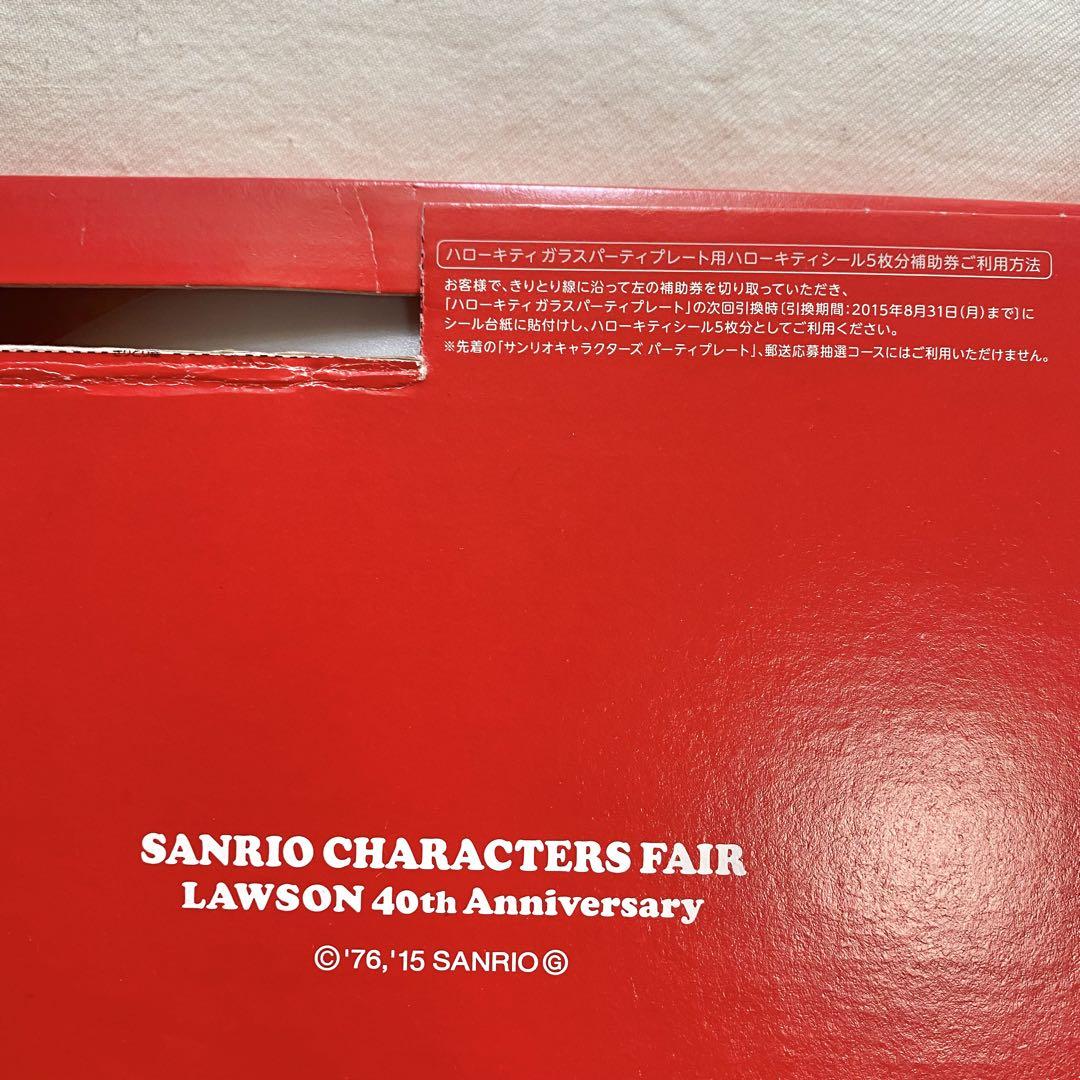 ハローキティ ガラスパーティプレート用ハローキティシール5枚分補助券ご利用方法
お客様で、きりとり線に沿って左の補助券を切り取っていただき、
「ハローキティ ガラスパーティプレート」の次回引換時〔引換期間：2015年8月31日（月）まで〕に
シール台紙に貼付けし、ハローキティシール5枚分としてご利用ください。
※先着の「サンリオキャラクターズ パーティプレート」、郵送応募抽選コースにはご利用いただけません。
SANRIO CHARACTERS FAIR
LAWSON 40th Anniversary
©'76,'15 SANRIO Ⓖ